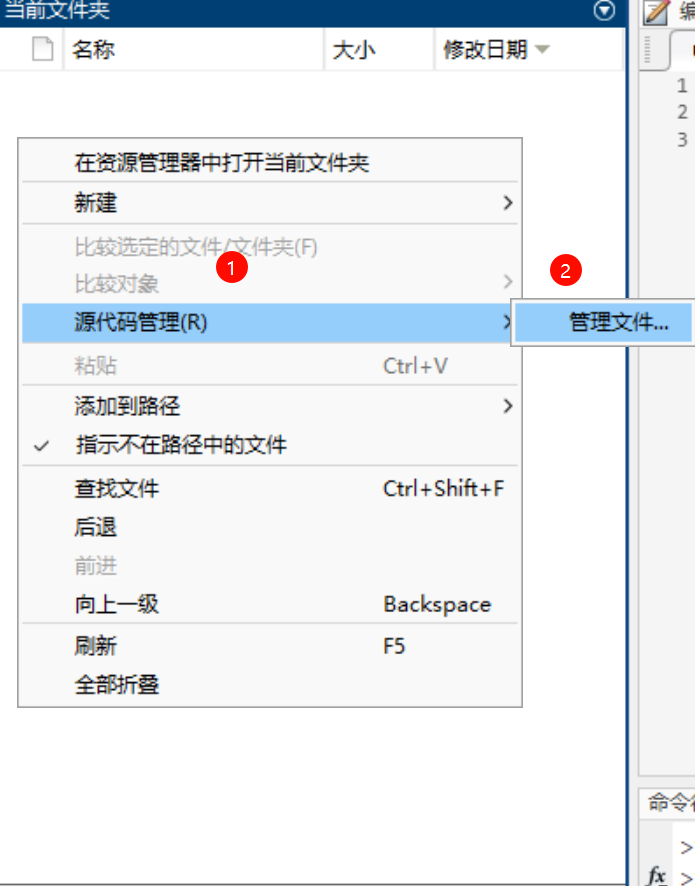 当前文件夹
编
名称 大小 修改日期
1
2
3
在资源管理器中打开当前文件夹
新建
比较选定的文件/文件夹(F)
1
2
比较对象
源代码管理(R)
管理文件...
粘贴 Ctrl+V
添加到路径
指示不在路径中的文件
查找文件 Ctrl+Shift+F
后退
前进
向上一级 Backspace
刷新 F5
全部折叠
命令
>
fx >